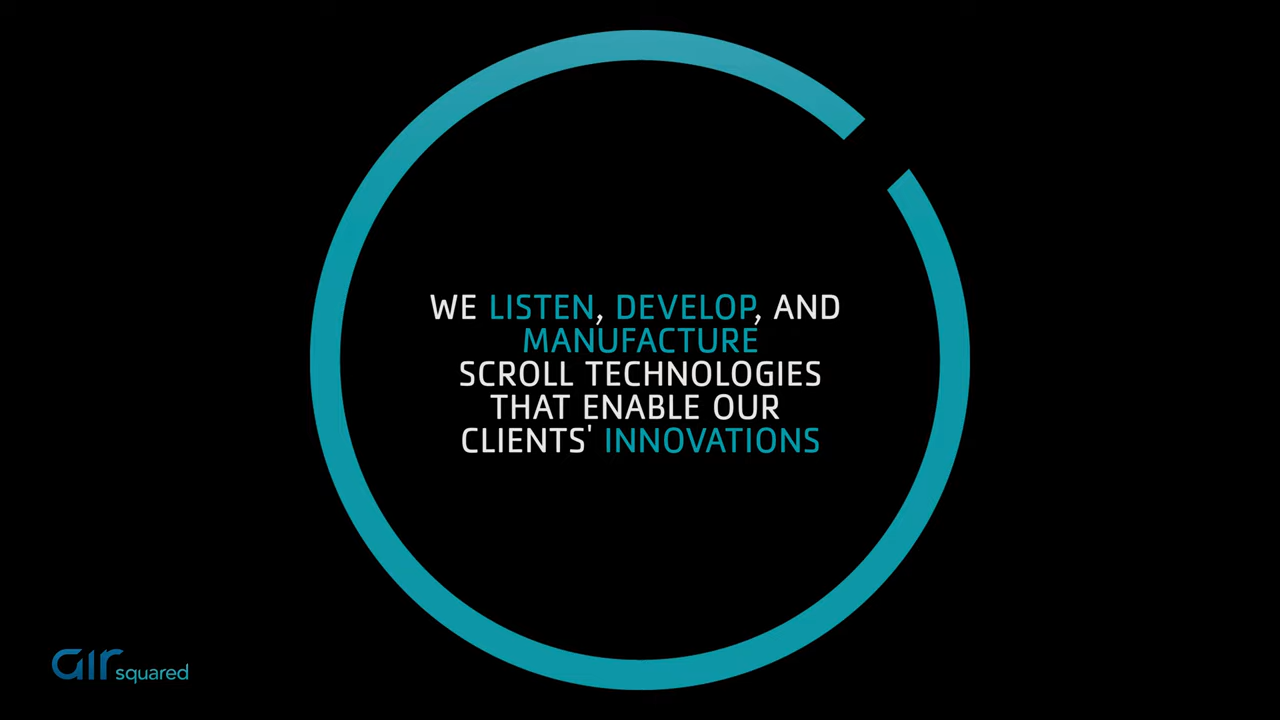 WE LISTEN, DEVELOP, AND
MANUFACTURE
SCROLL TECHNOLOGIES
THAT ENABLE OUR
CLIENTS' INNOVATIONS
air squared